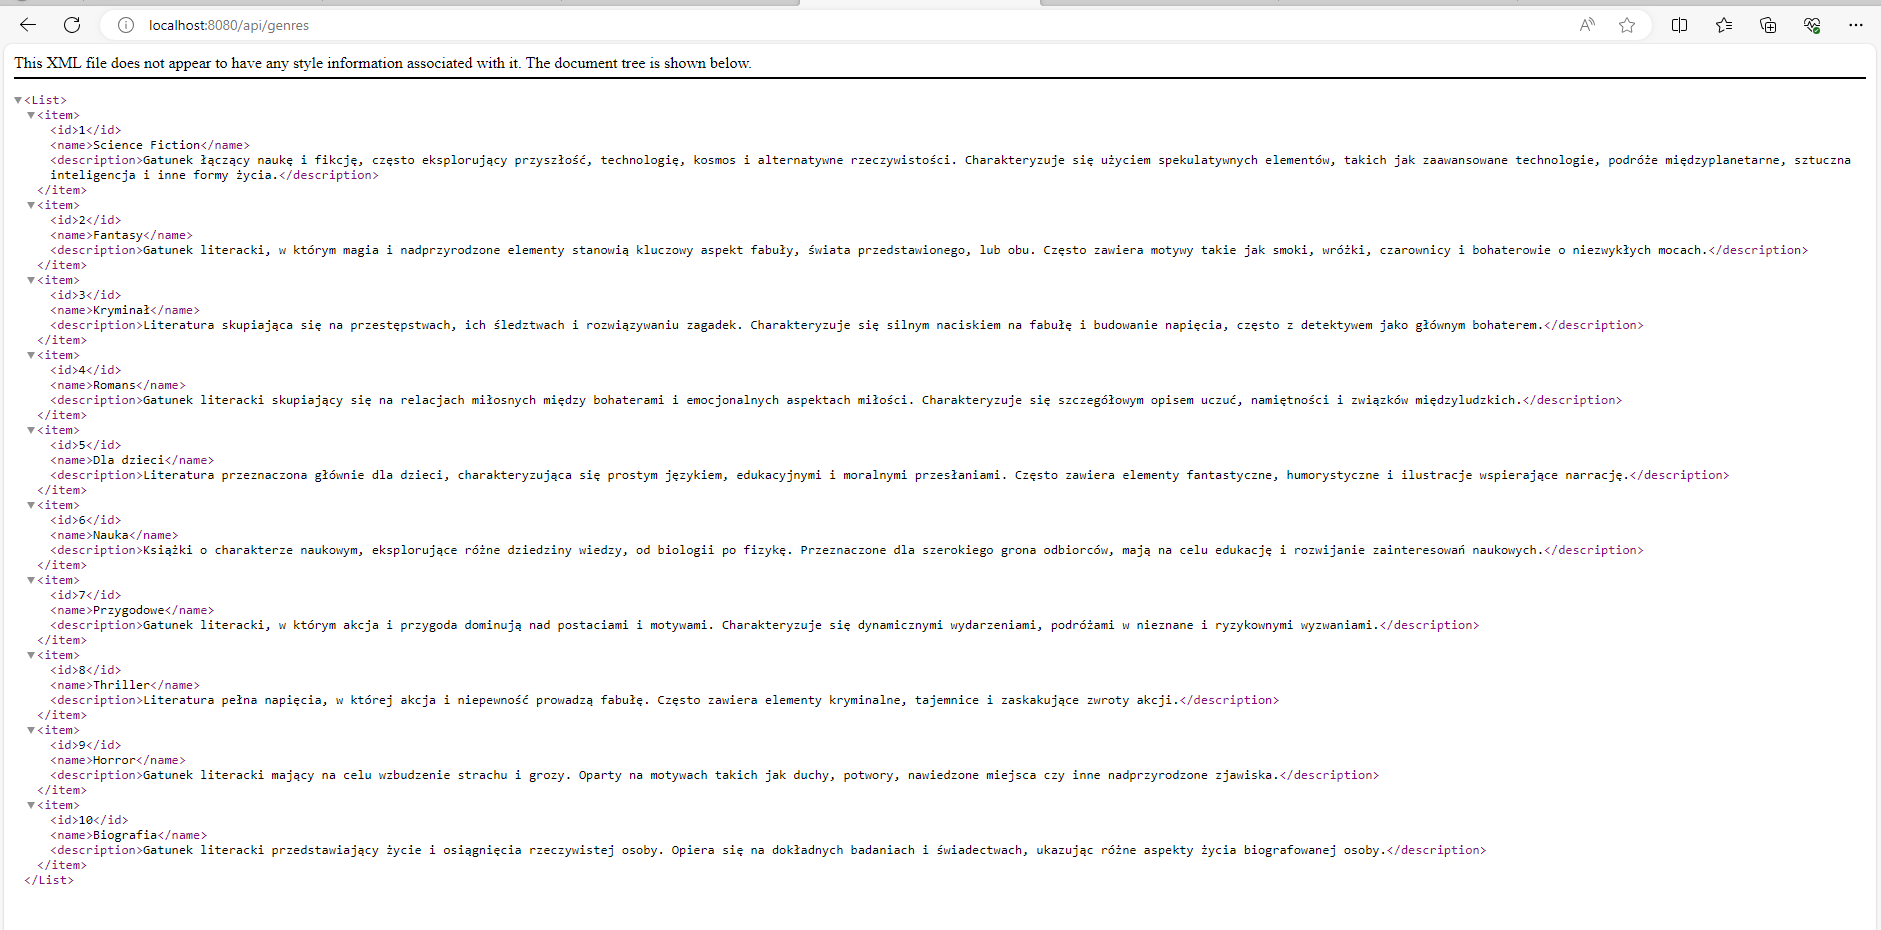 localhost:8080/api/genres
This XML file does not appear to have any style information associated with it. The document tree is shown below.
▼<List>
▼<item>
<id>1</id>
<name>Science Fiction</name>
<description>Gatunek łączący naukę i fikcję, często eksplorujący przyszłość, technologię, kosmos i alternatywne rzeczywistości. Charakteryzuje się użyciem spekulatywnych elementów, takich jak zaawansowane technologie, podróże międzyplanetarne, sztuczna
inteligencja i inne formy życia.</description>
</item>
▼<item>
<id>2</id>
<name>Fantasy</name>
<description>Gatunek literacki, w którym magia i nadprzyrodzone elementy stanowią kluczowy aspekt fabuły, świata przedstawionego, lub obu. Często zawiera motywy takie jak smoki, wróżki, czarownicy i bohaterowie o niezwykłych mocach.</description>
</item>
▼<item>
<id>3</id>
<name>Kryminał</name>
<description>Literatura skupiająca się na przestępstwach, ich śledztwach i rozwiązywaniu zagadek. Charakteryzuje się silnym naciskiem na fabułę i budowanie napięcia, często z detektywem jako głównym bohaterem.</description>
</item>
▼<item>
<id>4</id>
<name>Romans</name>
<description>Gatunek literacki skupiający się na relacjach miłosnych między bohaterami i emocjonalnych aspektach miłości. Charakteryzuje się szczegółowym opisem uczuć, namiętności i związków międzyludzkich.</description>
</item>
▼<item>
<id>5</id>
<name>Dla dzieci</name>
<description>Literatura przeznaczona głównie dla dzieci, charakteryzująca się prostym językiem, edukacyjnymi i moralnymi przesłaniami. Często zawiera elementy fantastyczne, humorystyczne i ilustracje wspierające narrację.</description>
</item>
▼<item>
<id>6</id>
<name>Nauka</name>
<description>Książki o charakterze naukowym, eksplorujące różne dziedziny wiedzy, od biologii po fizykę. Przeznaczone dla szerokiego grona odbiorców, mają na celu edukację i rozwijanie zainteresowań naukowych.</description>
</item>
▼<item>
<id>7</id>
<name>Przygodowe</name>
<description>Gatunek literacki, w którym akcja i przygoda dominują nad postaciami i motywami. Charakteryzuje się dynamicznymi wydarzeniami, podróżami w nieznane i ryzykownymi wyzwaniami.</description>
</item>
▼<item>
<id>8</id>
<name>Thriller</name>
<description>Literatura pełna napięcia, w której akcja i niepewność prowadzą fabułę. Często zawiera elementy kryminalne, tajemnice i zaskakujące zwroty akcji.</description>
</item>
▼<item>
<id>9</id>
<name>Horror</name>
<description>Gatunek literacki mający na celu wzbudzenie strachu i grozy. Oparty na motywach takich jak duchy, potwory, nawiedzone miejsca czy inne nadprzyrodzone zjawiska.</description>
</item>
▼<item>
<id>10</id>
<name>Biografia</name>
<description>Gatunek literacki przedstawiający życie i osiągnięcia rzeczywistej osoby. Opiera się na dokładnych badaniach i świadectwach, ukazując różne aspekty życia biografowanej osoby.</description>
</item>
</List>